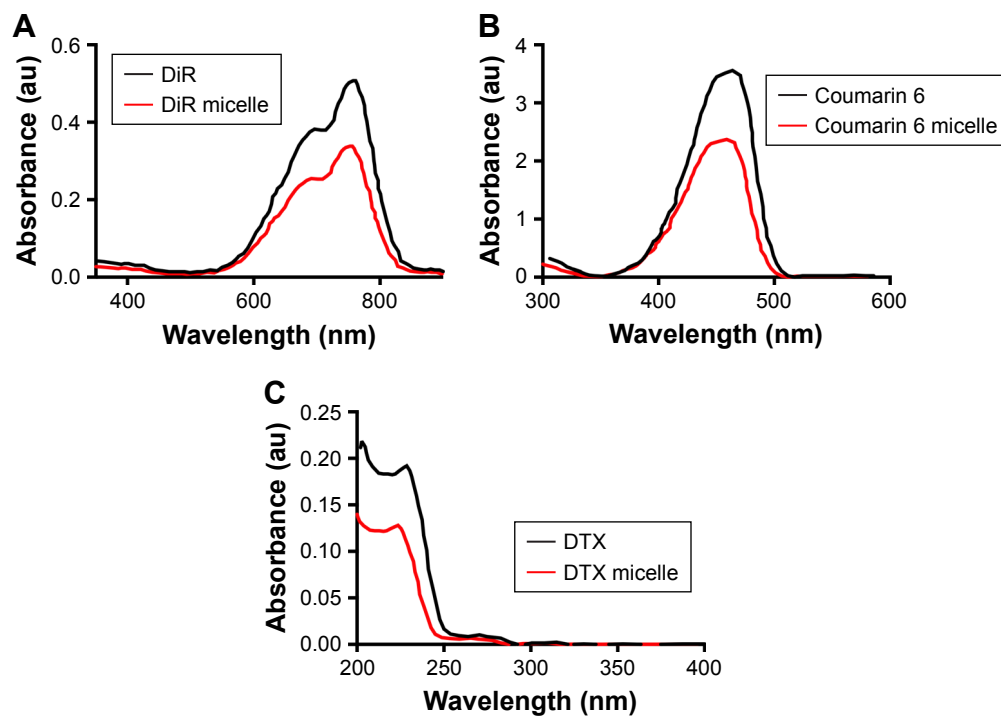 A
Absorbance (au)
0.6
0.4
0.2
0.0
400
600
800
Wavelength (nm)
DiR
DiR micelle
B
Absorbance (au)
4
3
2
1
0
300
400
500
600
Wavelength (nm)
Coumarin 6
Coumarin 6 micelle
C
Absorbance (au)
0.25
0.20
0.15
0.10
0.05
0.00
200
250
300
350
400
Wavelength (nm)
DTX
DTX micelle